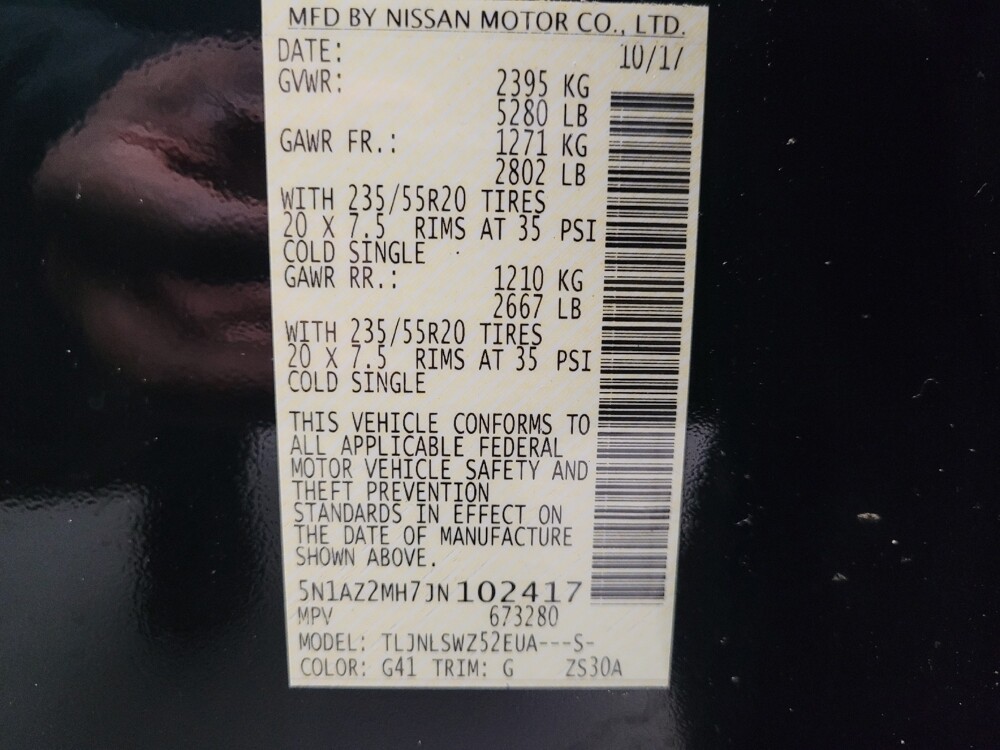 MFD BY NISSAN MOTOR CO., LTD.
DATE: 10/17
GVWR: 2395 KG
5280 LB
GAWR FR.: 1271 KG
2802 LB
WITH 235/55R20 TIRES
20 X 7.5 RIMS AT 35 PSI
COLD SINGLE
GAWR RR.: 1210 KG
2667 LB
WITH 235/55R20 TIRES
20 X 7.5 RIMS AT 35 PSI
COLD SINGLE
THIS VEHICLE CONFORMS TO
ALL APPLICABLE FEDERAL
MOTOR VEHICLE SAFETY AND
THEFT PREVENTION
STANDARDS IN EFFECT ON
THE DATE OF MANUFACTURE
SHOWN ABOVE.
5N1AZ2MH7JN102417
MPV 673280
MODEL: TLJNLSWZ52EUA---S-
COLOR: G41 TRIM: G ZS30A